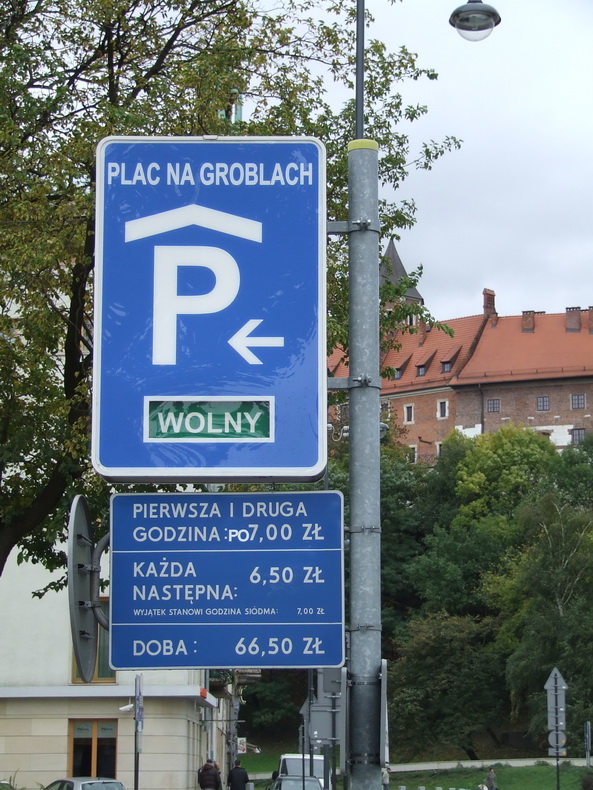 PLAC NA GROBLACH
P
WOLNY
PIERWSZA I DRUGA
GODZINA:PO7,00 ZŁ
KAŻDA 6,50 ZŁ
NASTĘPNA:
WYJĄTEK STANOWI GODZINA SIÓDMA: 7,00 ZŁ
DOBA: 66,50 ZŁ